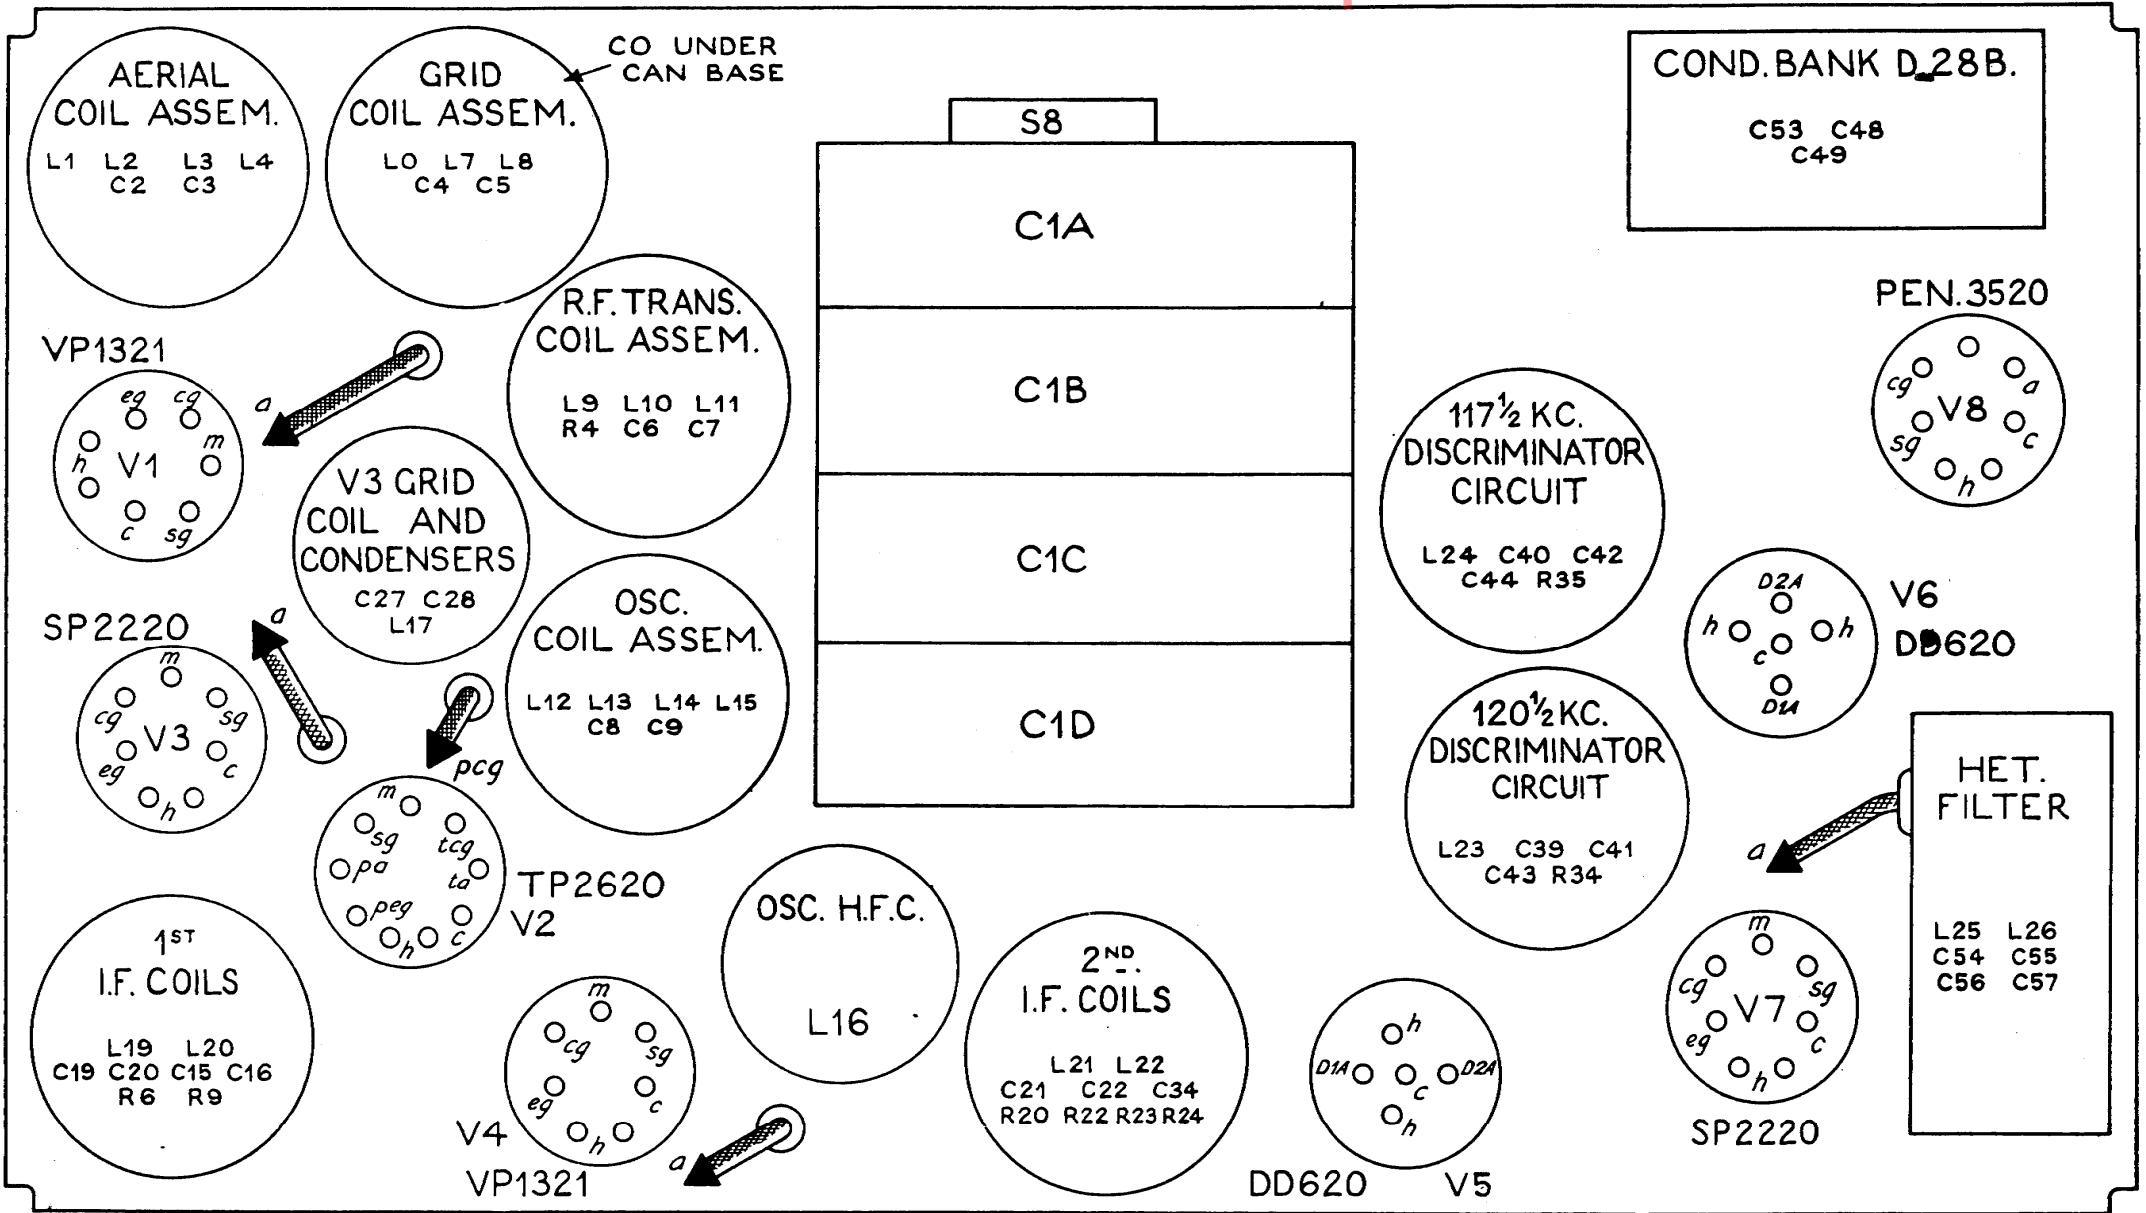 AERIAL
COIL ASSEM.
L1 L2 L3 L4
C2 C3
GRID
COIL ASSEM.
L0 L7 L8
C4 C5
CO UNDER
CAN BASE
S8
C1A
C1B
C1C
C1D
COND. BANK D.28B.
C53 C48
C49
R.F. TRANS.
COIL ASSEM.
L9 L10 L11
R4 C6 C7
VP1321
eg cg
m
h V1
c sg
a
V3 GRID
COIL AND
CONDENSERS
C27 C28
L17
OSC.
COIL ASSEM.
L12 L13 L14 L15
C8 C9
SP2220
m
cg sg
V3
eg c
h
a
pcg
m
sg tcg
pa ta
peg c
h
TP2620
V2
1ST
I.F. COILS
L19 L20
C19 C20 C15 C16
R6 R9
m
cg sg
eg c
h
V4
VP1321
a
OSC. H.F.C.
L16
2ND.
I.F. COILS
L21 L22
C21 C22 C34
R20 R22 R23 R24
117½ KC.
DISCRIMINATOR
CIRCUIT
L24 C40 C42
C44 R35
120½ KC.
DISCRIMINATOR
CIRCUIT
L23 C39 C41
C43 R34
PEN.3520
cg a
V8
sg c
h
D2A
h h
c
D1A
V6
DD620
HET.
FILTER
L25 L26
C54 C55
C56 C57
a
m
cg sg
V7
eg c
h
SP2220
h
D1A D2A
c
h
DD620 V5